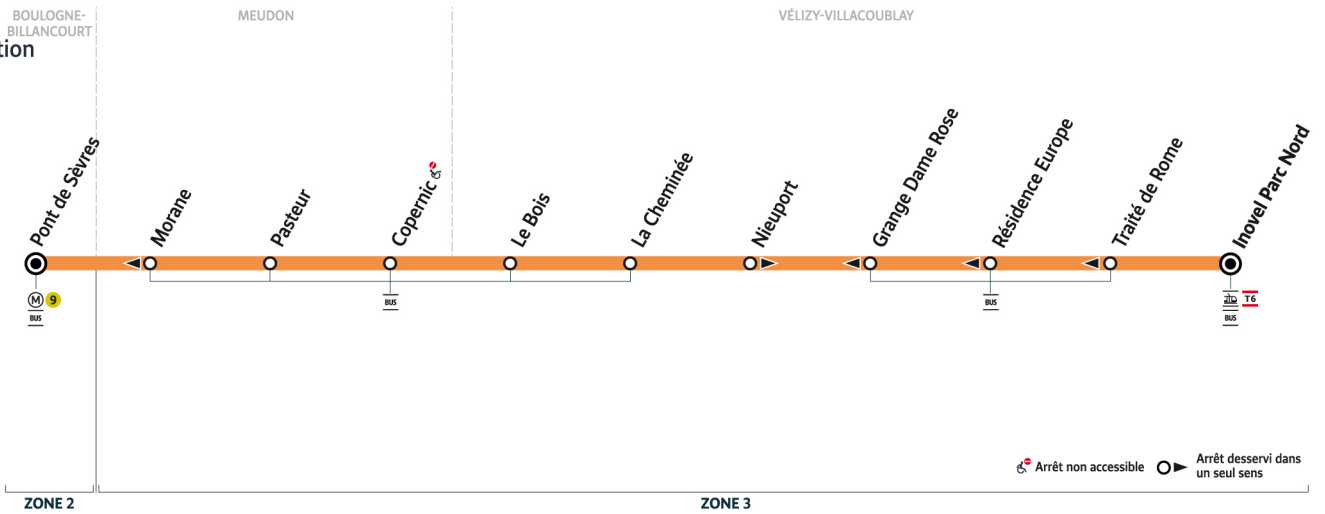 BOULOGNE-
BILLANCOURT
MEUDON
VÉLIZY-VILLACOUBLAY
tion
Pont de Sèvres
Morane
Pasteur
Copernic
Le Bois
La Cheminée
Nieuport
Grange Dame Rose
Résidence Europe
Traité de Rome
Inovel Parc Nord
M 9
BUS
BUS
BUS
T6
BUS
Arrêt non accessible
Arrêt desservi dans
un seul sens
ZONE 2
ZONE 3